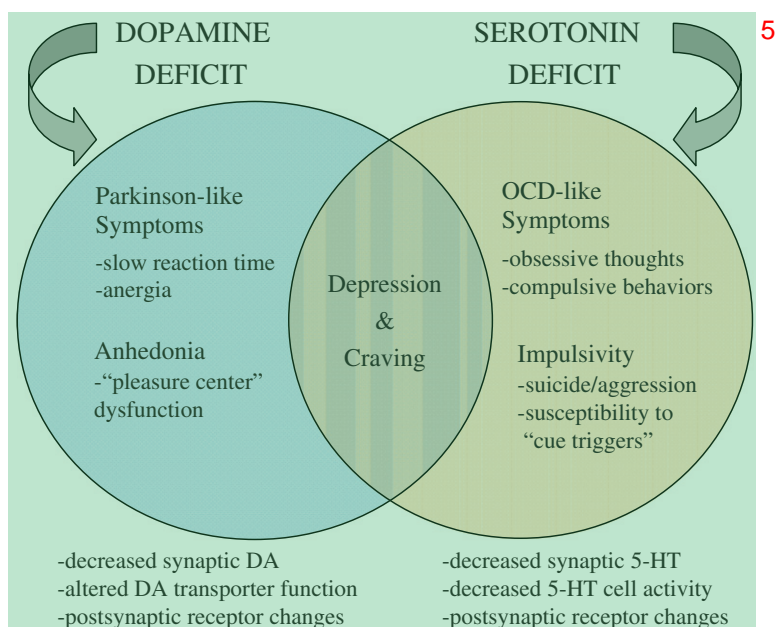 DOPAMINE
DEFICIT
SEROTONIN
DEFICIT
5
Parkinson-like
Symptoms
-slow reaction time
-anergia
Anhedonia
-“pleasure center”
dysfunction
Depression
&
Craving
OCD-like
Symptoms
-obsessive thoughts
-compulsive behaviors
Impulsivity
-suicide/aggression
-susceptibility to
“cue triggers”
-decreased synaptic DA
-altered DA transporter function
-postsynaptic receptor changes
-decreased synaptic 5-HT
-decreased 5-HT cell activity
-postsynaptic receptor changes